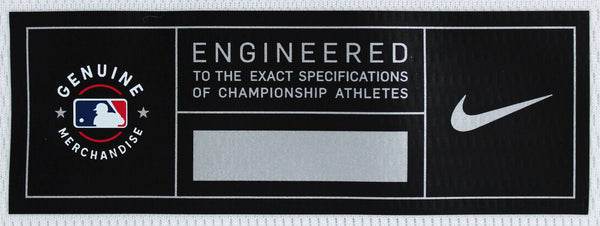 GENUINE
MERCHANDISE
ENGINEERED
TO THE EXACT SPECIFICATIONS
OF CHAMPIONSHIP ATHLETES